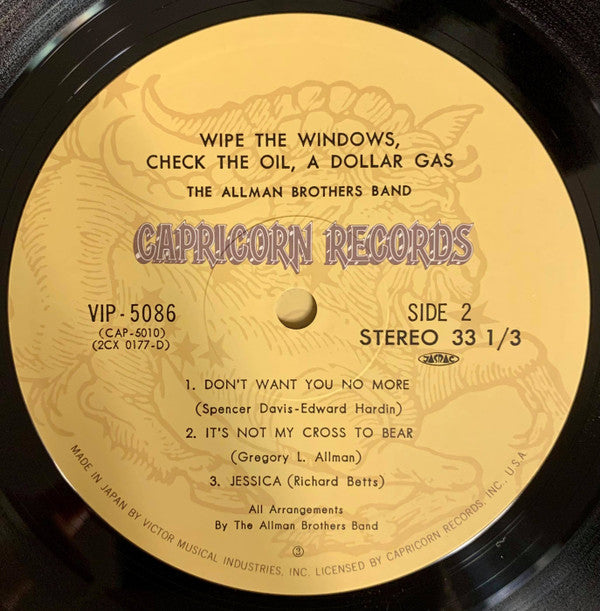 WIPE THE WINDOWS,
CHECK THE OIL, A DOLLAR GAS
THE ALLMAN BROTHERS BAND
CAPRICORN RECORDS
VIP-5086
(CAP-5010)
(2CX 0177-D)
SIDE 2
STEREO 33 1/3
JASRAC
1. DON'T WANT YOU NO MORE
(Spencer Davis-Edward Hardin)
2. IT'S NOT MY CROSS TO BEAR
(Gregory L. Allman)
3. JESSICA (Richard Betts)
All Arrangements
By The Allman Brothers Band
③
MADE IN JAPAN BY VICTOR MUSICAL INDUSTRIES, INC. LICENSED BY CAPRICORN RECORDS, INC., U.S.A